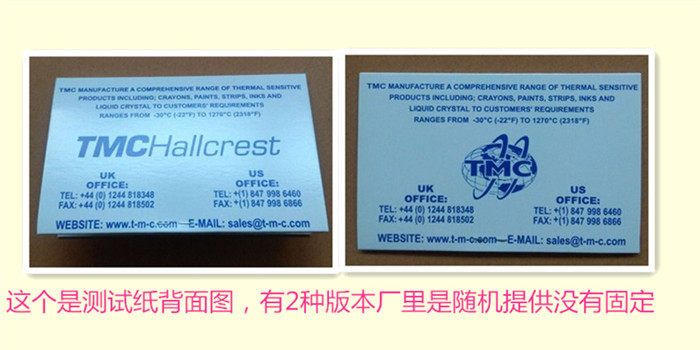 TMC MANUFACTURE A COMPREHENSIVE RANGE OF THERMAL SENSITIVE
PRODUCTS INCLUDING; CRAYONS, PAINTS, STRIPS, INKS AND
LIQUID CRYSTAL TO CUSTOMERS' REQUIREMENTS
RANGES FROM -30°C (-22°F) TO 1270°C (2318°F)
TMCHallcrest
UK
OFFICE:
TEL: +44 (0) 1244 818348
FAX: +44 (0) 1244 818502
US
OFFICE:
TEL: +(1) 847 998 6460
FAX: +(1) 847 998 6866
WEBSITE: www.t-m-c.com E-MAIL: sales@t-m-c.com
TMC MANUFACTURE A COMPREHENSIVE RANGE OF THERMAL SENSITIVE
PRODUCTS INCLUDING; CRAYONS, PAINTS, STRIPS, INKS AND
LIQUID CRYSTAL TO CUSTOMERS' REQUIREMENTS
RANGES FROM -30°C (-22°F) TO 1270°C (2318°F)
TMC
UK
OFFICE:
TEL: +44 (0) 1244 818348
FAX: +44 (0) 1244 818502
US
OFFICE:
TEL: +(1) 847 998 6460
FAX: +(1) 847 998 6866
WEBSITE: www.t-m-c.com E-MAIL: sales@t-m-c.com
这个是测试纸背面图，有2种版本厂里是随机提供没有固定